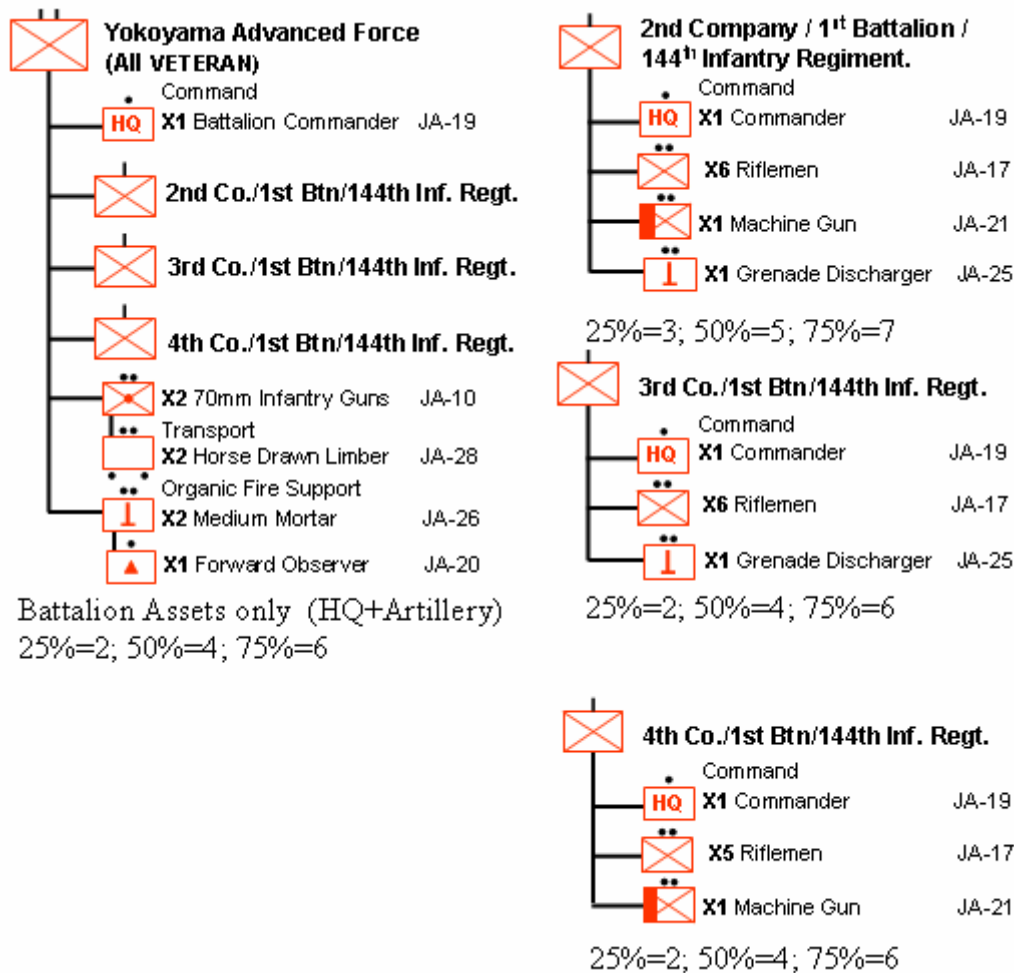 Yokoyama Advanced Force
(All VETERAN)
Command
HQ X1 Battalion Commander JA-19
2nd Co./1st Btn/144th Inf. Regt.
3rd Co./1st Btn/144th Inf. Regt.
4th Co./1st Btn/144th Inf. Regt.
X2 70mm Infantry Guns JA-10
Transport
X2 Horse Drawn Limber JA-28
Organic Fire Support
X2 Medium Mortar JA-26
X1 Forward Observer JA-20
Battalion Assets only (HQ+Artillery)
25%=2; 50%=4; 75%=6
2nd Company / 1st Battalion /
144th Infantry Regiment.
Command
HQ X1 Commander JA-19
X6 Riflemen JA-17
X1 Machine Gun JA-21
X1 Grenade Discharger JA-25
25%=3; 50%=5; 75%=7
3rd Co./1st Btn/144th Inf. Regt.
Command
HQ X1 Commander JA-19
X6 Riflemen JA-17
X1 Grenade Discharger JA-25
25%=2; 50%=4; 75%=6
4th Co./1st Btn/144th Inf. Regt.
Command
HQ X1 Commander JA-19
X5 Riflemen JA-17
X1 Machine Gun JA-21
25%=2; 50%=4; 75%=6